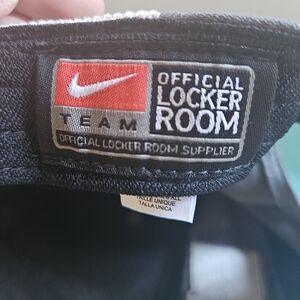 OFFICIAL
LOCKER
ROOM
TEAM
OFFICIAL LOCKER ROOM SUPPLIER
TAILLE UNIQUE
TALLA UNICA